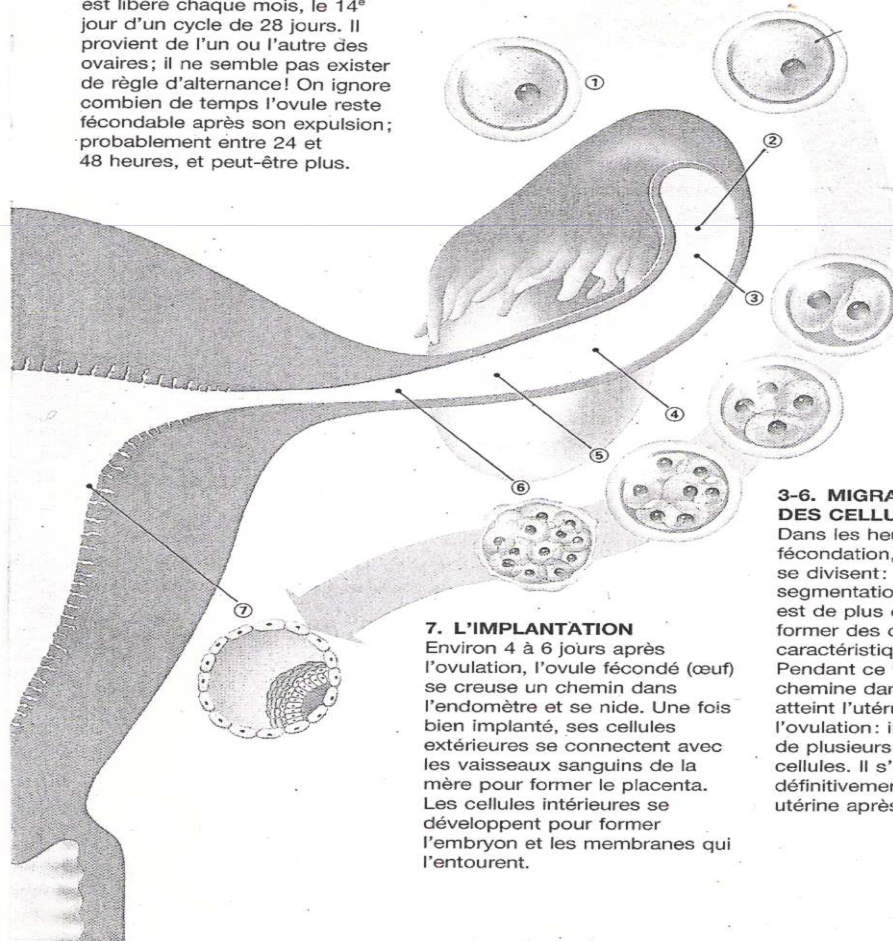 est libéré chaque mois, le 14e
jour d'un cycle de 28 jours. Il
provient de l'un ou l'autre des
ovaires; il ne semble pas exister
de règle d'alternance! On ignore
combien de temps l'ovule reste
fécondable après son expulsion;
probablement entre 24 et
48 heures, et peut-être plus.
①
②
③
④
⑤
⑥
⑦
7. L'IMPLANTATION
Environ 4 à 6 jours après
l'ovulation, l'ovule fécondé (œuf)
se creuse un chemin dans
l'endomètre et se nide. Une fois
bien implanté, ses cellules
extérieures se connectent avec
les vaisseaux sanguins de la
mère pour former le placenta.
Les cellules intérieures se
développent pour former
l'embryon et les membranes qui
l'entourent.
3-6. MIGRA
DES CELLU
Dans les he
fécondation,
se divisent:
segmentatio
est de plus
former des
caractéristiq
Pendant ce
chemine da
atteint l'utér
l'ovulation: i
de plusieurs
cellules. Il s'
définitiveme
utérine après